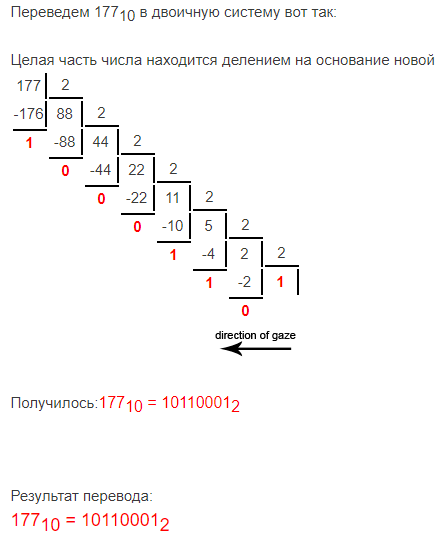 Переведем 177₁₀ в двоичную систему вот так:
Целая часть числа находится делением на основание новой
177 2
-176 88 2
1 -88 44 2
0 -44 22 2
0 -22 11 2
0 -10 5 2
1 -4 2 2
1 -2 1
0
direction of gaze
Получилось:177₁₀ = 10110001₂
Результат перевода:
177₁₀ = 10110001₂